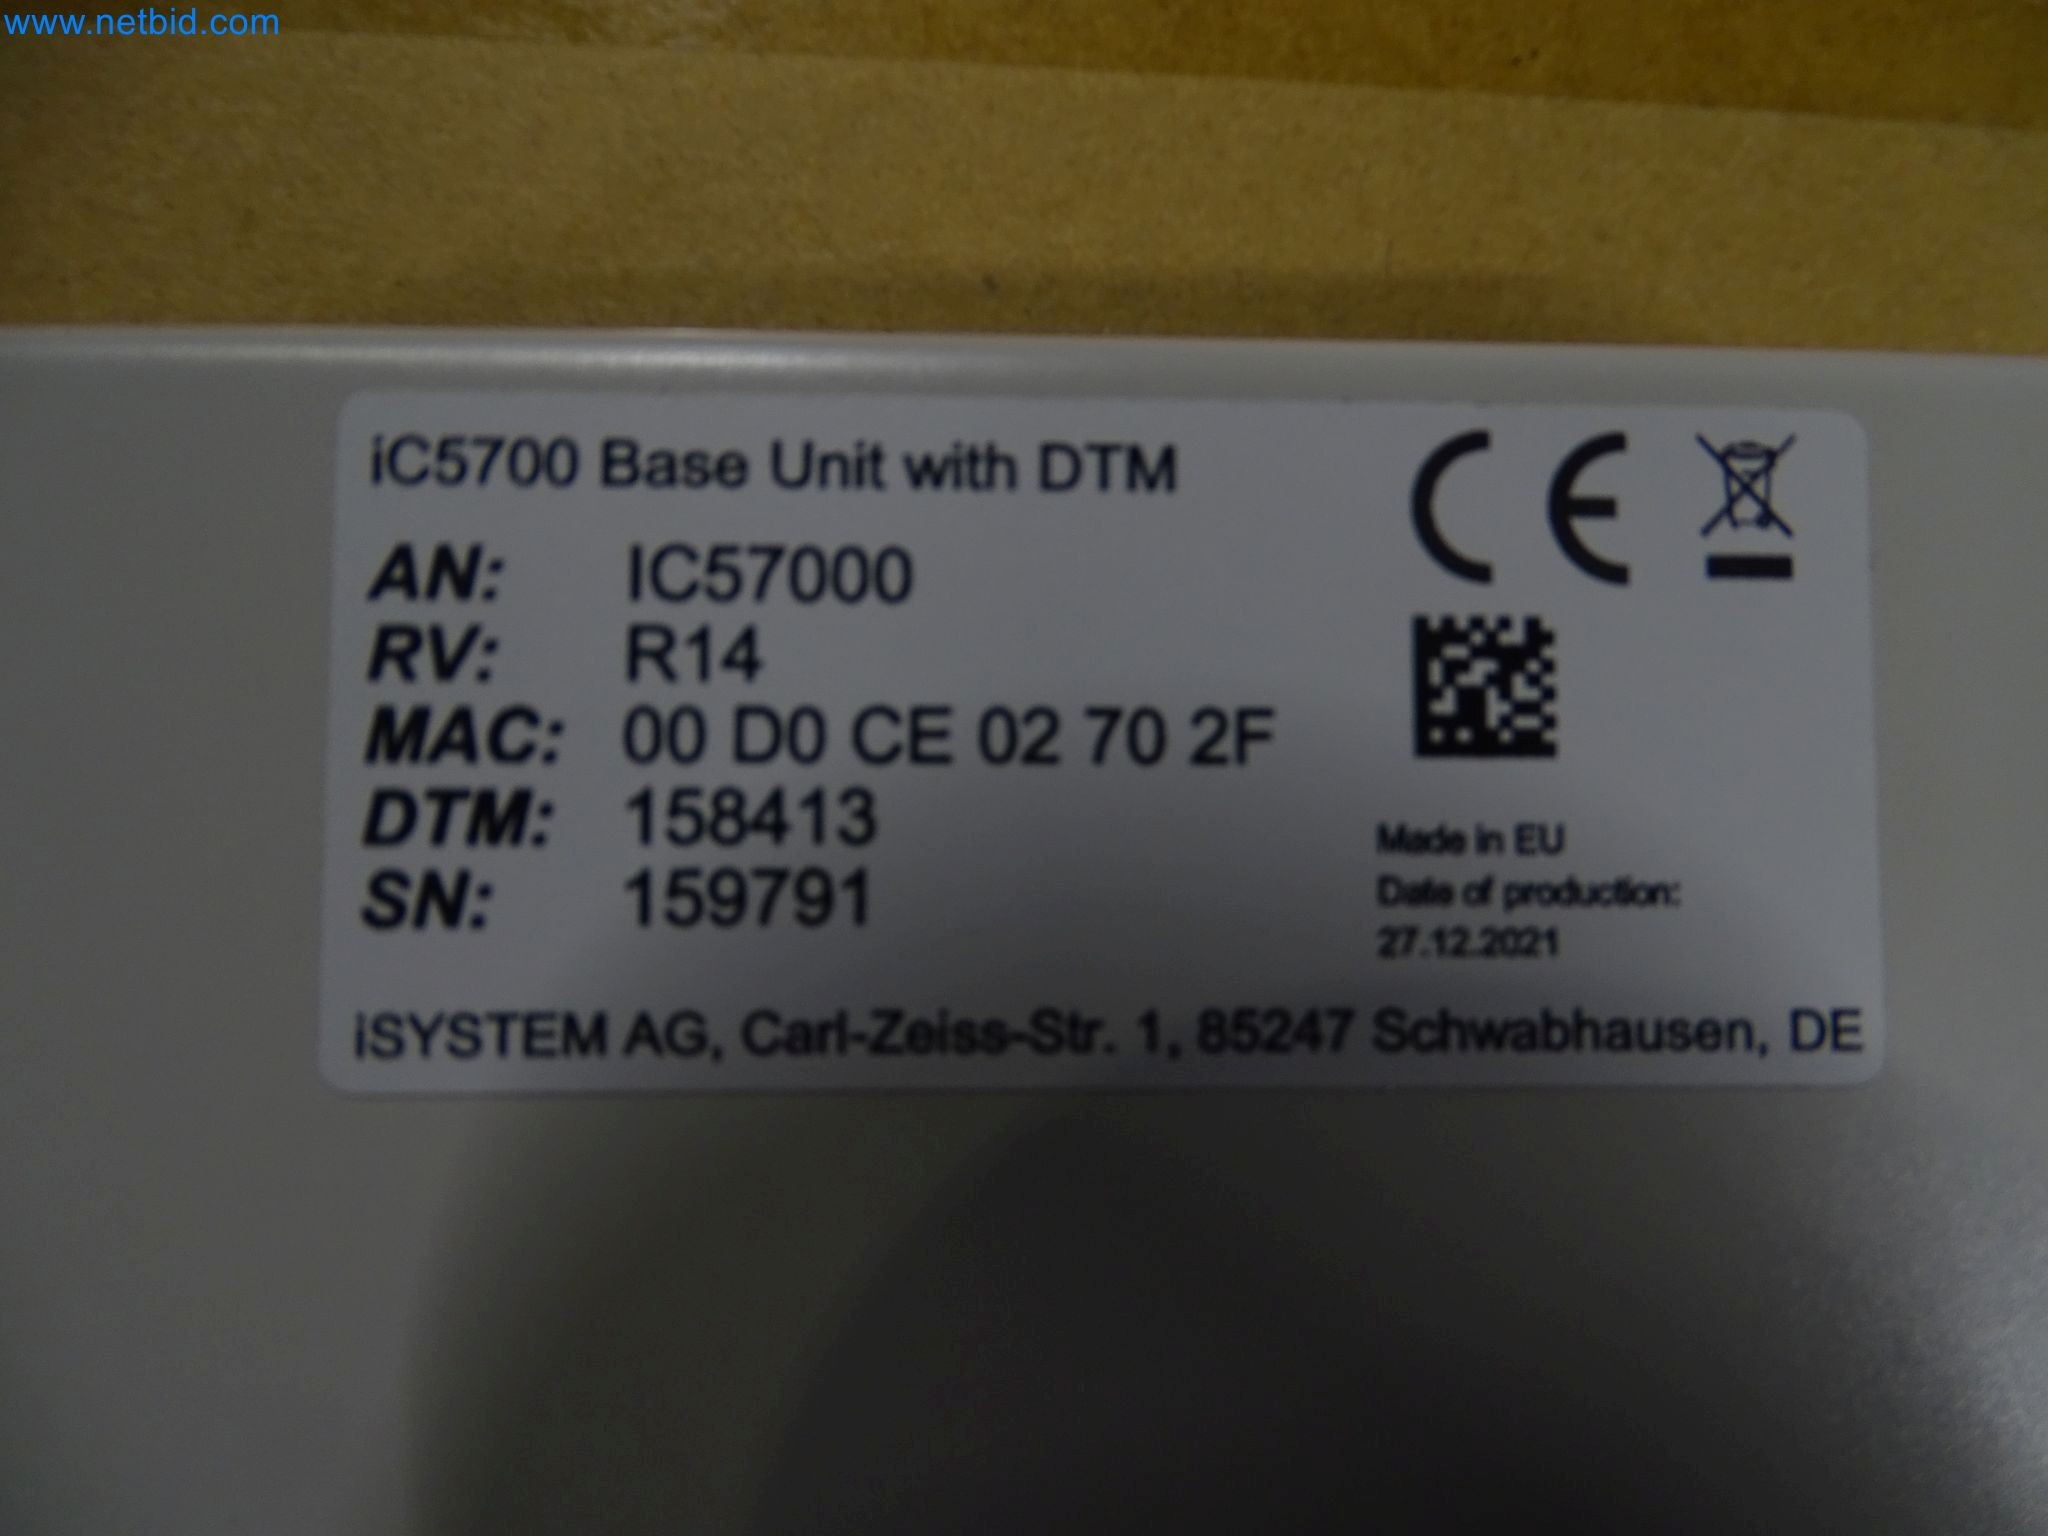 www.netbid.com
iC5700 Base Unit with DTM
AN: IC57000
RV: R14
MAC: 00 D0 CE 02 70 2F
DTM: 158413
SN: 159791
CE
Made in EU
Date of production:
27.12.2021
iSYSTEM AG, Carl-Zeiss-Str. 1, 85247 Schwabhausen, DE